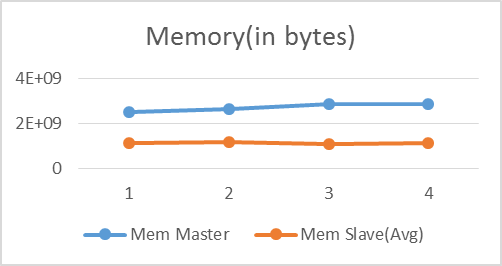 Memory(in bytes)
4E+09
2E+09
0
1 2 3 4
Mem Master Mem Slave(Avg)